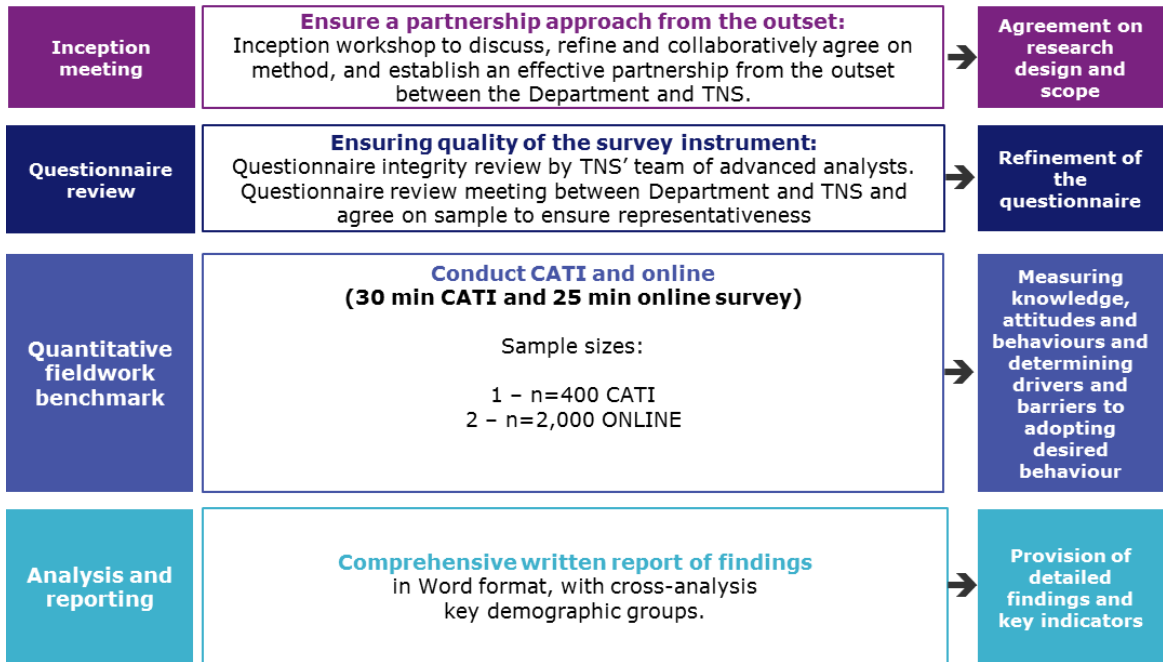 Inception
meeting
Ensure a partnership approach from the outset:
Inception workshop to discuss, refine and collaboratively agree on
method, and establish an effective partnership from the outset
between the Department and TNS.
Agreement on
research
design and
scope
Questionnaire
review
Ensuring quality of the survey instrument:
Questionnaire integrity review by TNS’ team of advanced analysts.
Questionnaire review meeting between Department and TNS and
agree on sample to ensure representativeness
Refinement of
the
questionnaire
Quantitative
fieldwork
benchmark
Conduct CATI and online
(30 min CATI and 25 min online survey)
Sample sizes:
1 – n=400 CATI
2 – n=2,000 ONLINE
Measuring
knowledge,
attitudes and
behaviours and
determining
drivers and
barriers to
adopting
desired
behaviour
Analysis and
reporting
Comprehensive written report of findings
in Word format, with cross-analysis
key demographic groups.
Provision of
detailed
findings and
key indicators